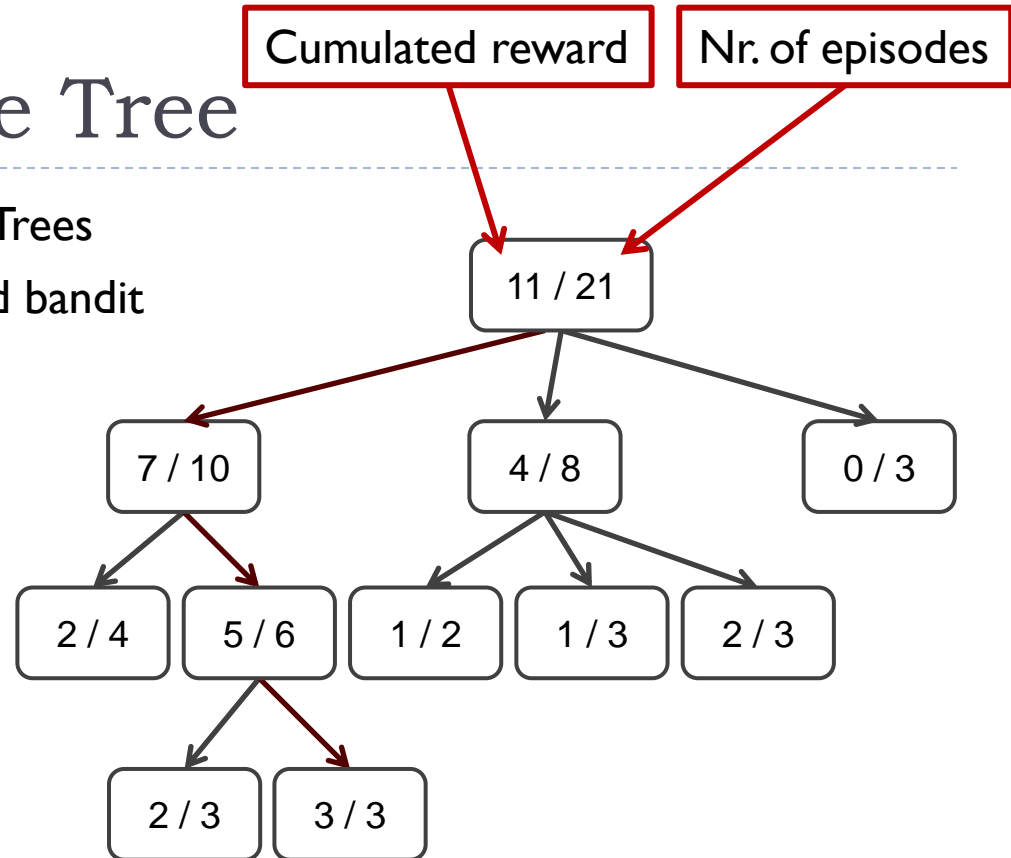 Cumulated reward
Nr. of episodes
e Tree
Trees
d bandit
11 / 21
7 / 10
4 / 8
0 / 3
2 / 4
5 / 6
1 / 2
1 / 3
2 / 3
2 / 3
3 / 3